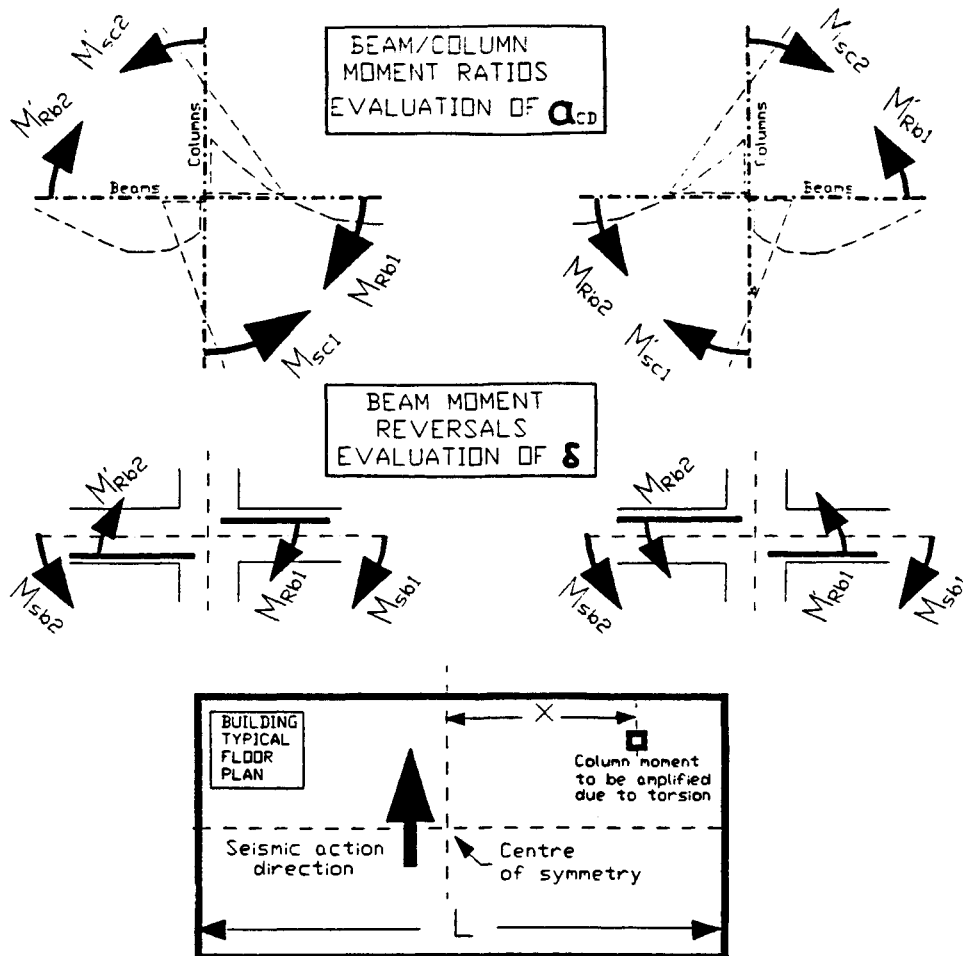 M'sc2
BEAM/COLUMN
MOMENT RATIOS
EVALUATION OF αCD
M'Rb2
Columns
Beams
MRb1
Msc1
Columns
Beams
M'Rb1
MRb2
M'sc1
BEAM MOMENT
REVERSALS
EVALUATION OF δ
M'Rb2
Msb2
MRb1
Msb1
MRb2
Msb2
M'Rb1
Msb1
BUILDING
TYPICAL
FLOOR
PLAN
X
Column moment
to be amplified
due to torsion
Seismic action
direction
Centre
of symmetry
L